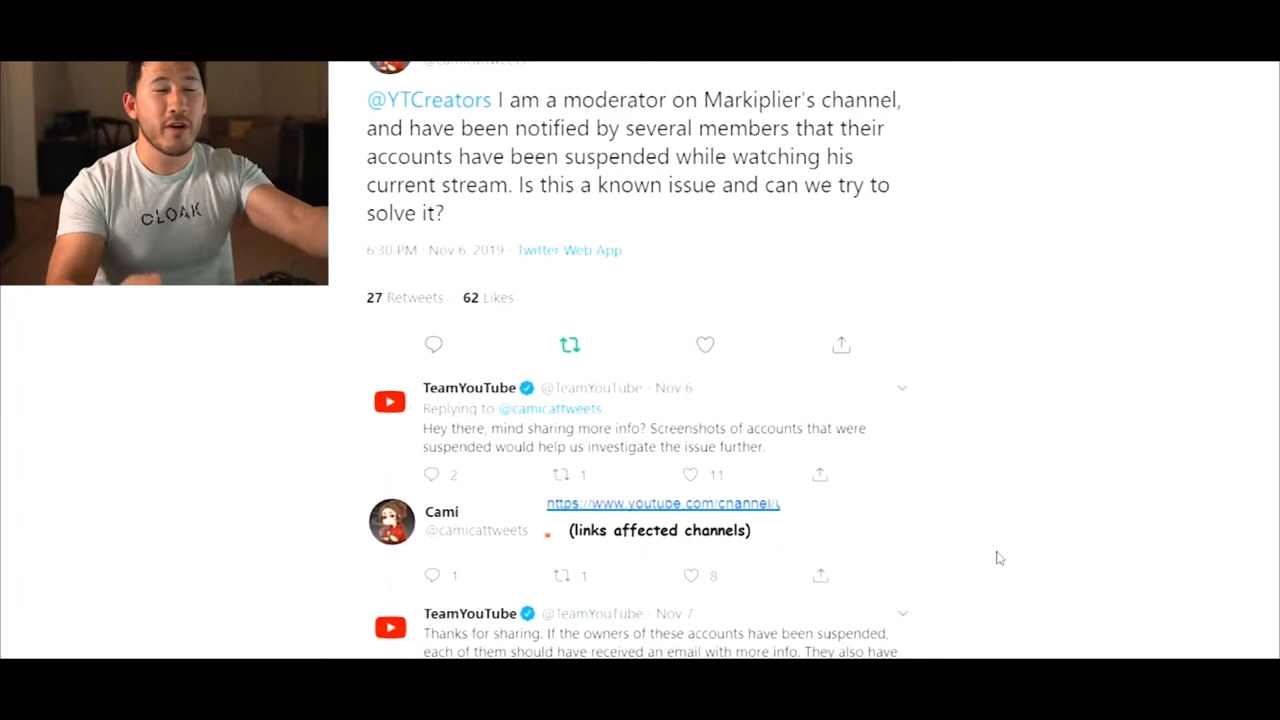 CLOAK
@camicattweets
@YTCreators I am a moderator on Markiplier's channel,
and have been notified by several members that their
accounts have been suspended while watching his
current stream. Is this a known issue and can we try to
solve it?
6:30 PM · Nov 6, 2019 · Twitter Web App
27 Retweets 62 Likes
TeamYouTube @TeamYouTube · Nov 6
Replying to @camicattweets
Hey there, mind sharing more info? Screenshots of accounts that were
suspended would help us investigate the issue further.
2 1 11
https://www.youtube.com/channel/
Cami
@camicattweets
(links affected channels)
1 1 8
TeamYouTube @TeamYouTube · Nov 7
Thanks for sharing. If the owners of these accounts have been suspended,
each of them should have received an email with more info. They also have